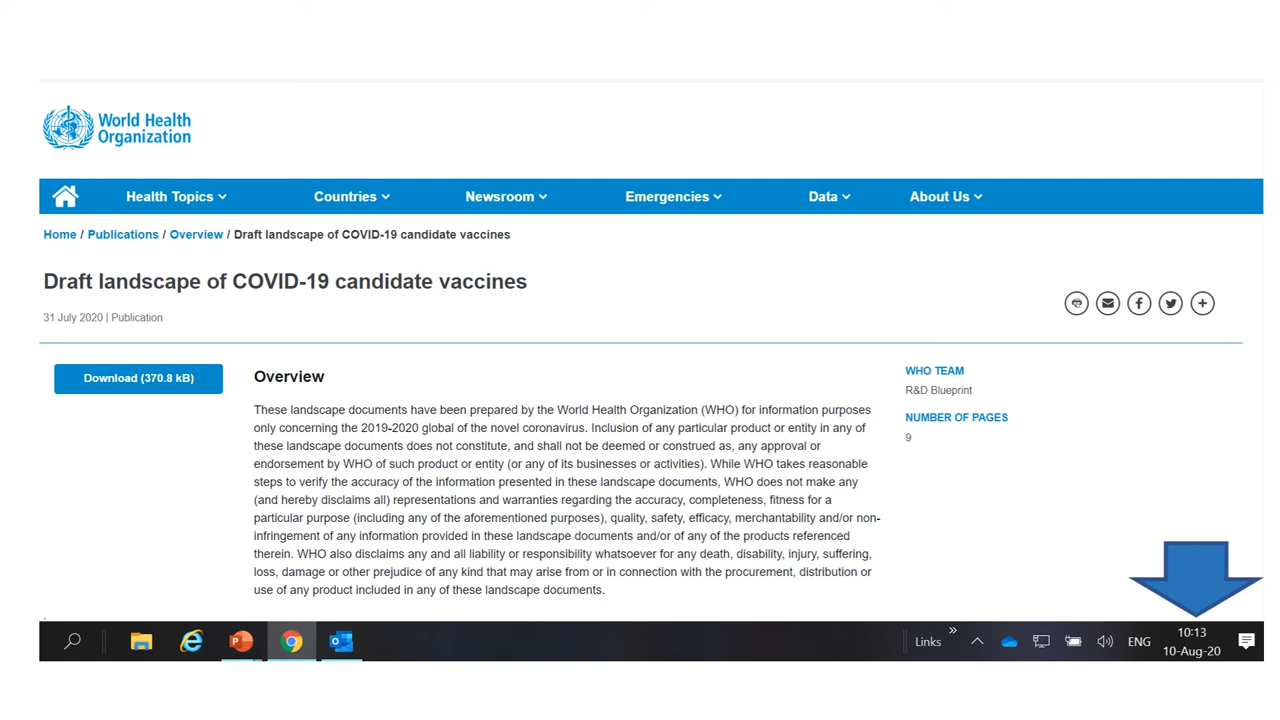 World Health
Organization
Health Topics
Countries
Newsroom
Emergencies
Data
About Us
Home / Publications / Overview / Draft landscape of COVID-19 candidate vaccines
Draft landscape of COVID-19 candidate vaccines
31 July 2020 | Publication
Download (370.8 kB)
Overview
These landscape documents have been prepared by the World Health Organization (WHO) for information purposes
only concerning the 2019-2020 global of the novel coronavirus. Inclusion of any particular product or entity in any of
these landscape documents does not constitute, and shall not be deemed or construed as, any approval or
endorsement by WHO of such product or entity (or any of its businesses or activities). While WHO takes reasonable
steps to verify the accuracy of the information presented in these landscape documents, WHO does not make any
(and hereby disclaims all) representations and warranties regarding the accuracy, completeness, fitness for a
particular purpose (including any of the aforementioned purposes), quality, safety, efficacy, merchantability and/or non-
infringement of any information provided in these landscape documents and/or of any of the products referenced
therein. WHO also disclaims any and all liability or responsibility whatsoever for any death, disability, injury, suffering,
loss, damage or other prejudice of any kind that may arise from or in connection with the procurement, distribution or
use of any product included in any of these landscape documents.
WHO TEAM
R&D Blueprint
NUMBER OF PAGES
9
Links
ENG
10:13
10-Aug-20